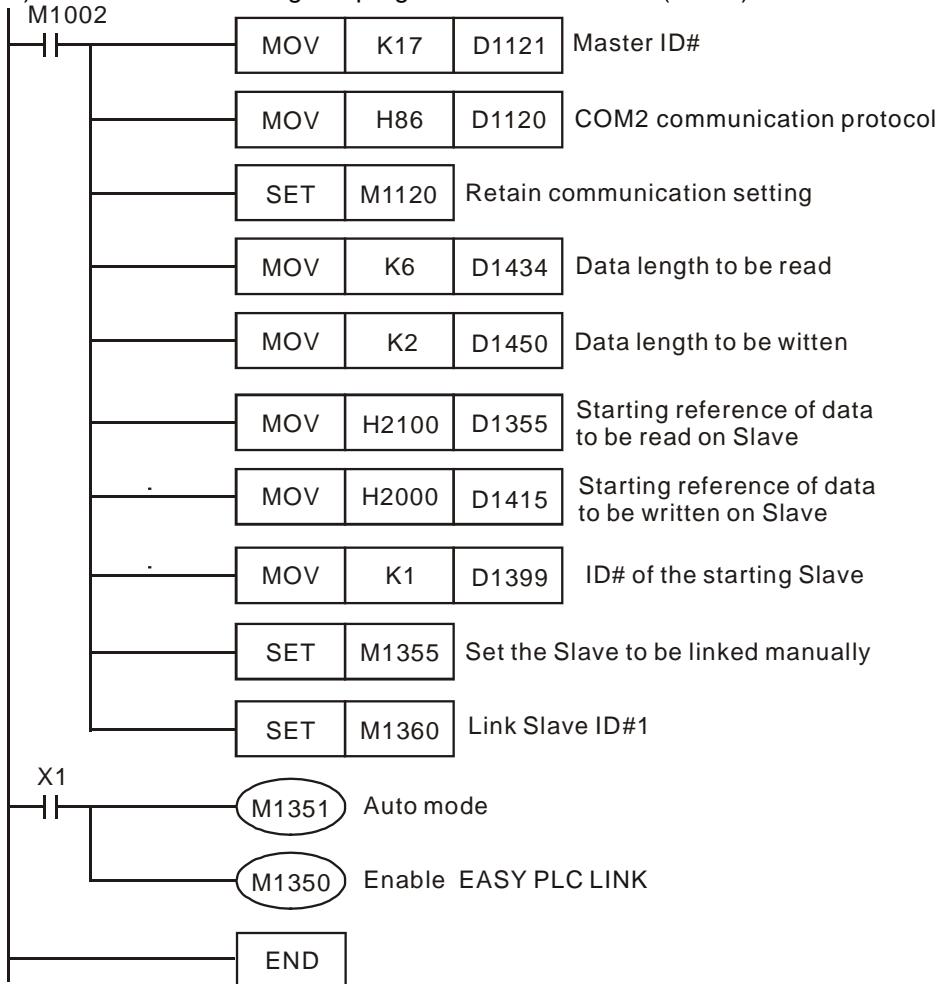 M1002
MOV K17 D1121 Master ID#
MOV H86 D1120 COM2 communication protocol
SET M1120 Retain communication setting
MOV K6 D1434 Data length to be read
MOV K2 D1450 Data length to be witten
MOV H2100 D1355 Starting reference of data
to be read on Slave
MOV H2000 D1415 Starting reference of data
to be written on Slave
MOV K1 D1399 ID# of the starting Slave
SET M1355 Set the Slave to be linked manually
SET M1360 Link Slave ID#1
X1
M1351 Auto mode
M1350 Enable EASY PLC LINK
END